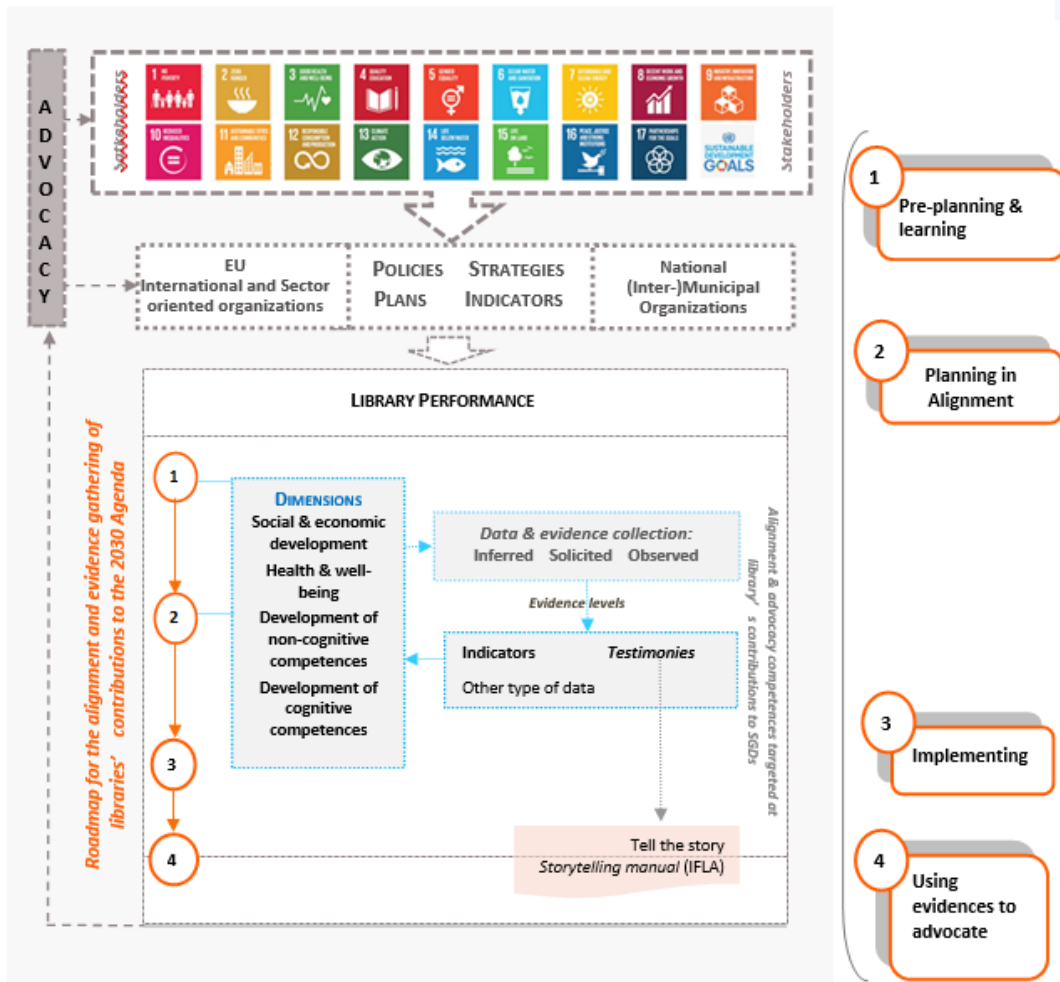 ADVOCACY
Satkeholders
1 NO POVERTY
2 ZERO HUNGER
3 GOOD HEALTH AND WELL-BEING
4 QUALITY EDUCATION
5 GENDER EQUALITY
6 CLEAN WATER AND SANITATION
7 AFFORDABLE AND CLEAN ENERGY
8 DECENT WORK AND ECONOMIC GROWTH
9 INDUSTRY, INNOVATION AND INFRASTRUCTURE
10 REDUCED INEQUALITIES
11 SUSTAINABLE CITIES AND COMMUNITIES
12 RESPONSIBLE CONSUMPTION AND PRODUCTION
13 CLIMATE ACTION
14 LIFE BELOW WATER
15 LIFE ON LAND
16 PEACE, JUSTICE AND STRONG INSTITUTIONS
17 PARTNERSHIPS FOR THE GOALS
SUSTAINABLE
DEVELOPMENT
GOALS
Stakeholders
EU
International and Sector
oriented organizations
POLICIES STRATEGIES
PLANS INDICATORS
National
(Inter-)Municipal
Organizations
LIBRARY PERFORMANCE
Roadmap for the alignment and evidence gathering of
libraries' contributions to the 2030 Agenda
1
2
3
4
DIMENSIONS
Social & economic
development
Health & well-
being
Development of
non-cognitive
competences
Development of
cognitive
competences
Data & evidence collection:
Inferred Solicited Observed
Evidence levels
Indicators Testimonies
Other type of data
Tell the story
Storytelling manual (IFLA)
Alignment & advocacy competences targeted at
library's contributions to SGDs
1
Pre-planning &
learning
2
Planning in
Alignment
3
Implementing
4
Using
evidences to
advocate